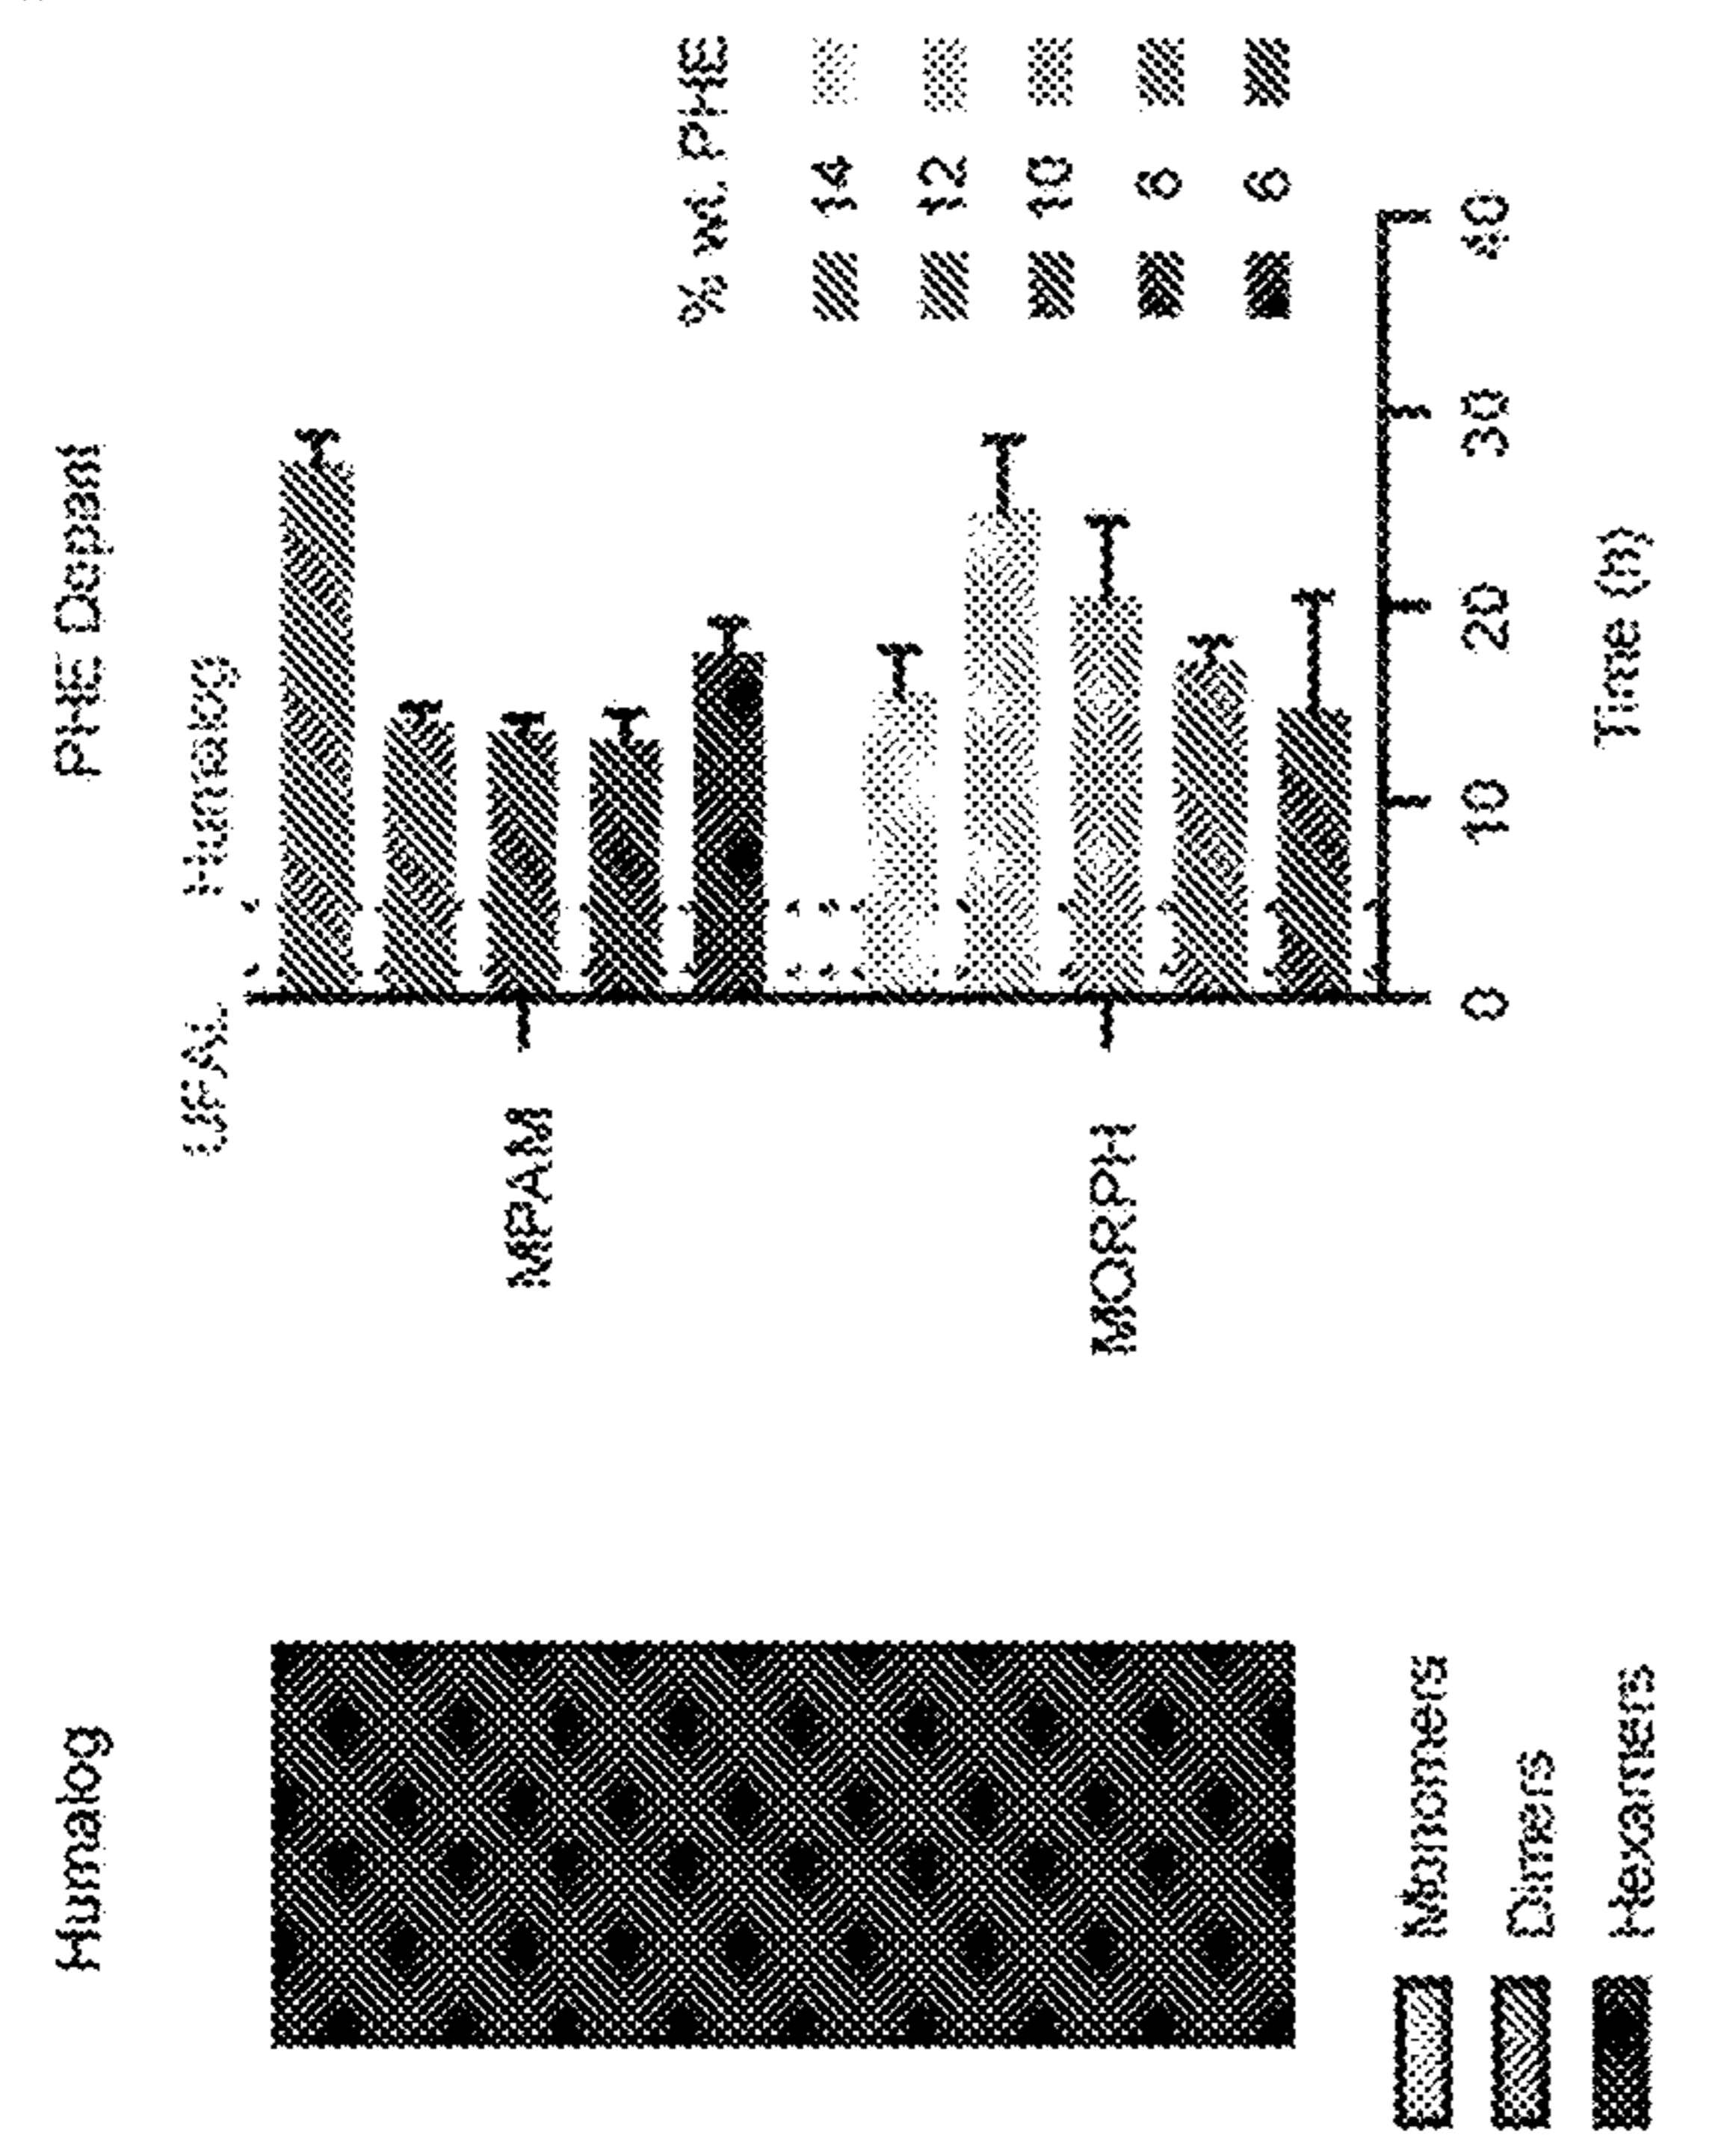 Humalog
PHE Dopant
UFAL
Humalog
MPAM
% wt. PHE
14
12
10
8
6
MORPH
0 10 20 30 40
Time (h)
Monomers
Dimers
Hexamers